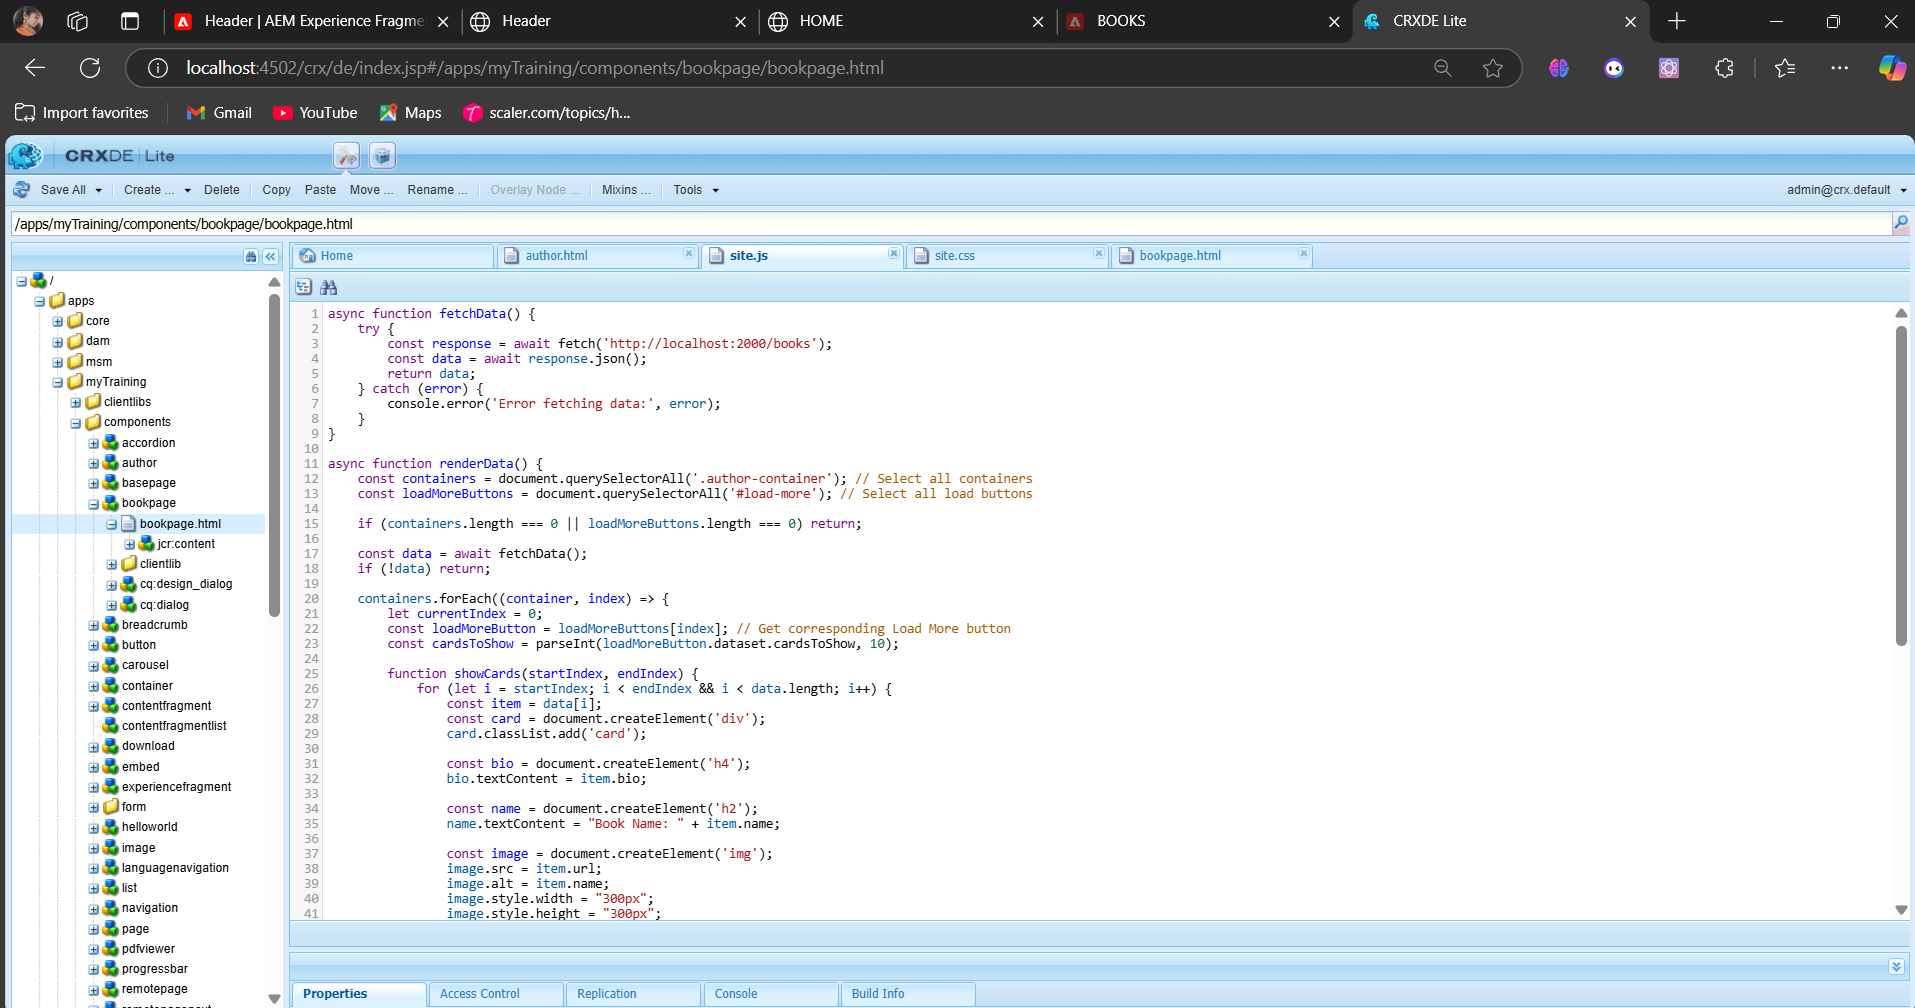 Header | AEM Experience Fragme
Header
HOME
BOOKS
CRXDE Lite
localhost:4502/crx/de/index.jsp#/apps/myTraining/components/bookpage/bookpage.html
Import favorites
Gmail
YouTube
Maps
scaler.com/topics/h...
CRXDE | Lite
Save All
Create ...
Delete
Copy
Paste
Move ...
Rename ...
Overlay Node ...
Mixins ...
Tools
admin@crx.default
/apps/myTraining/components/bookpage/bookpage.html
/
apps
core
dam
msm
myTraining
clientlibs
components
accordion
author
basepage
bookpage
bookpage.html
jcr:content
clientlib
cq:design_dialog
cq:dialog
breadcrumb
button
carousel
container
contentfragment
contentfragmentlist
download
embed
experiencefragment
form
helloworld
image
languagenavigation
list
navigation
page
pdfviewer
progressbar
remotepage
Home
author.html
site.js
site.css
bookpage.html
1 async function fetchData() {
2     try {
3         const response = await fetch('http://localhost:2000/books');
4         const data = await response.json();
5         return data;
6     } catch (error) {
7         console.error('Error fetching data:', error);
8     }
9 }
10
11 async function renderData() {
12     const containers = document.querySelectorAll('.author-container'); // Select all containers
13     const loadMoreButtons = document.querySelectorAll('#load-more'); // Select all load buttons
14
15     if (containers.length === 0 || loadMoreButtons.length === 0) return;
16
17     const data = await fetchData();
18     if (!data) return;
19
20     containers.forEach((container, index) => {
21         let currentIndex = 0;
22         const loadMoreButton = loadMoreButtons[index]; // Get corresponding Load More button
23         const cardsToShow = parseInt(loadMoreButton.dataset.cardsToShow, 10);
24
25         function showCards(startIndex, endIndex) {
26             for (let i = startIndex; i < endIndex && i < data.length; i++) {
27                 const item = data[i];
28                 const card = document.createElement('div');
29                 card.classList.add('card');
30
31                 const bio = document.createElement('h4');
32                 bio.textContent = item.bio;
33
34                 const name = document.createElement('h2');
35                 name.textContent = "Book Name: " + item.name;
36
37                 const image = document.createElement('img');
38                 image.src = item.url;
39                 image.alt = item.name;
40                 image.style.width = "300px";
41                 image.style.height = "300px";
Properties
Access Control
Replication
Console
Build Info